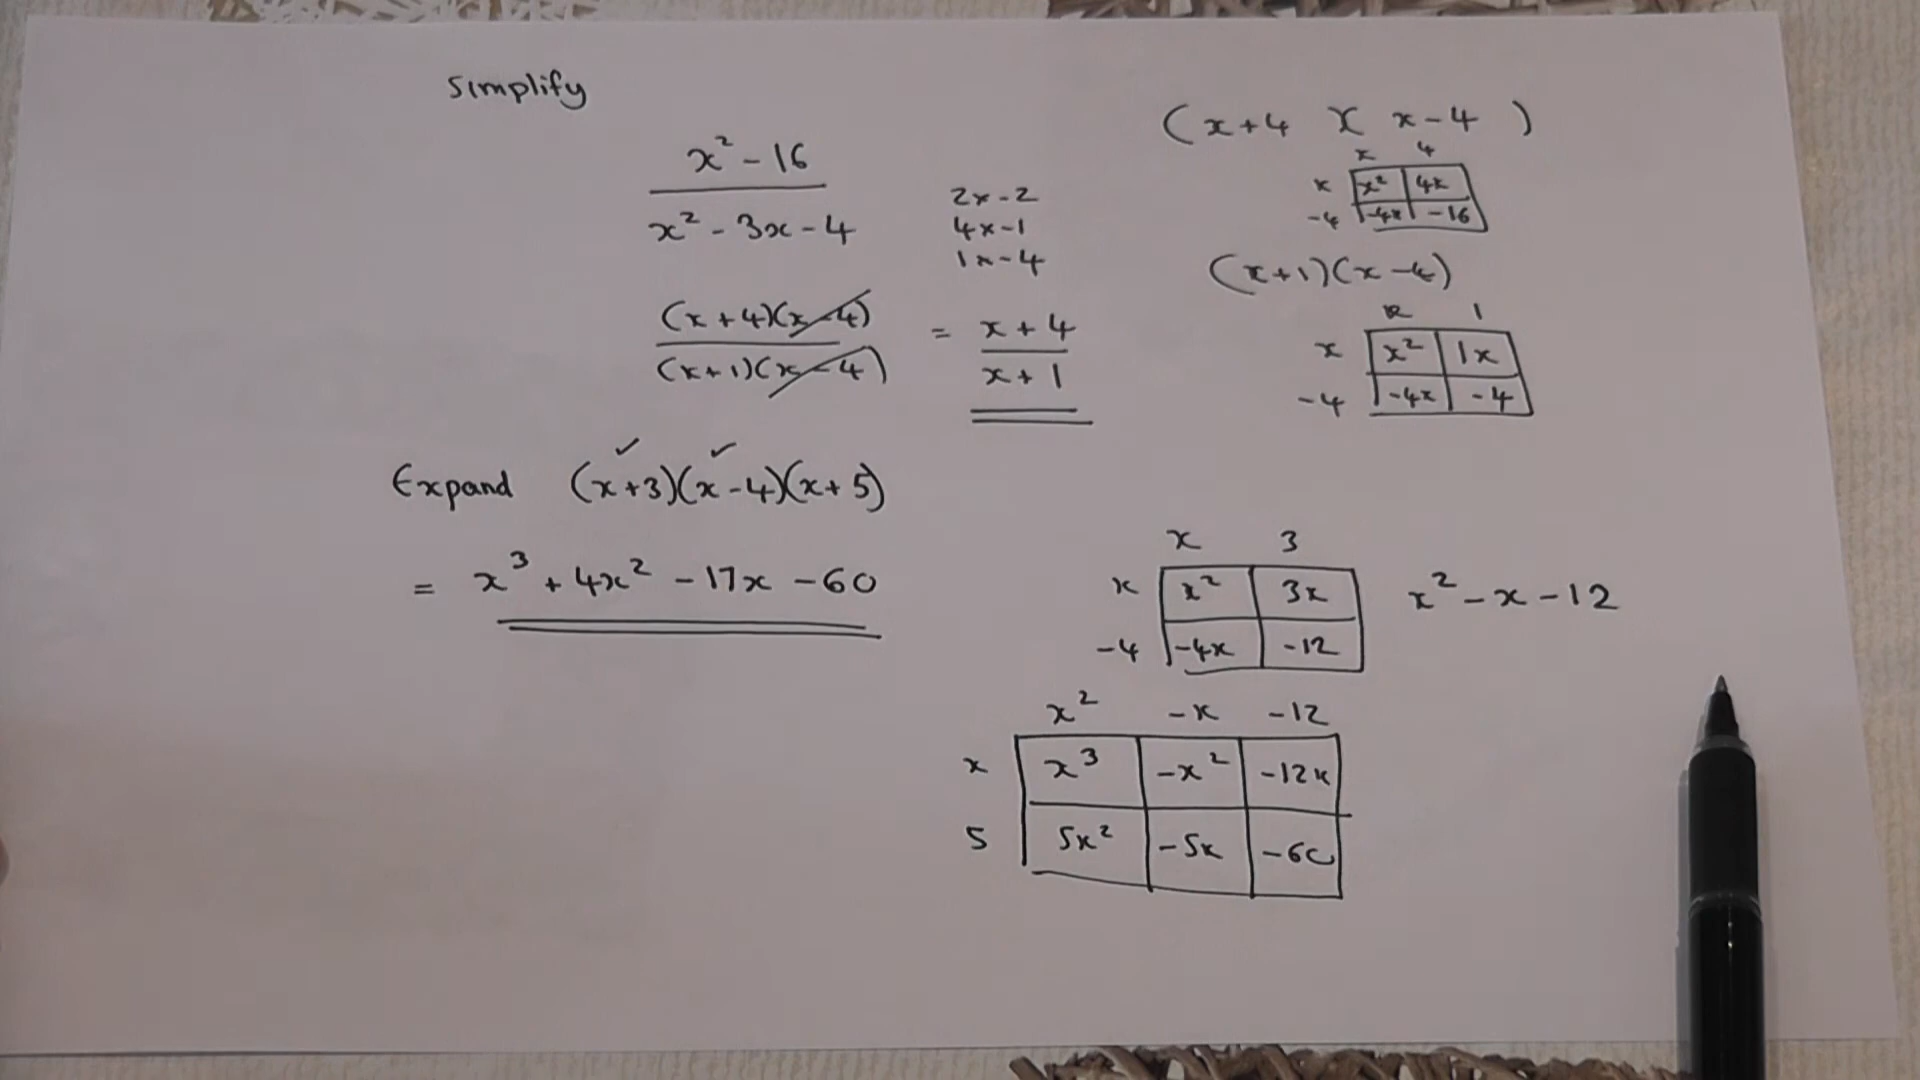 Simplify
x² - 16
x² - 3x - 4
2x - 2
4x - 1
1x - 4
(x + 4)(x - 4)
(x + 1)(x - 4)
= x + 4
x + 1
(x + 4)(x - 4)
x 4
x x² 4x
-4 -4x -16
(x + 1)(x - 4)
x 1
x x² 1x
-4 -4x -4
Expand (x + 3)(x - 4)(x + 5)
= x³ + 4x² - 17x - 60
x 3
x x² 3x
-4 -4x -12
x² - x - 12
x² -x -12
x x³ -x² -12x
5 5x² -5x -60